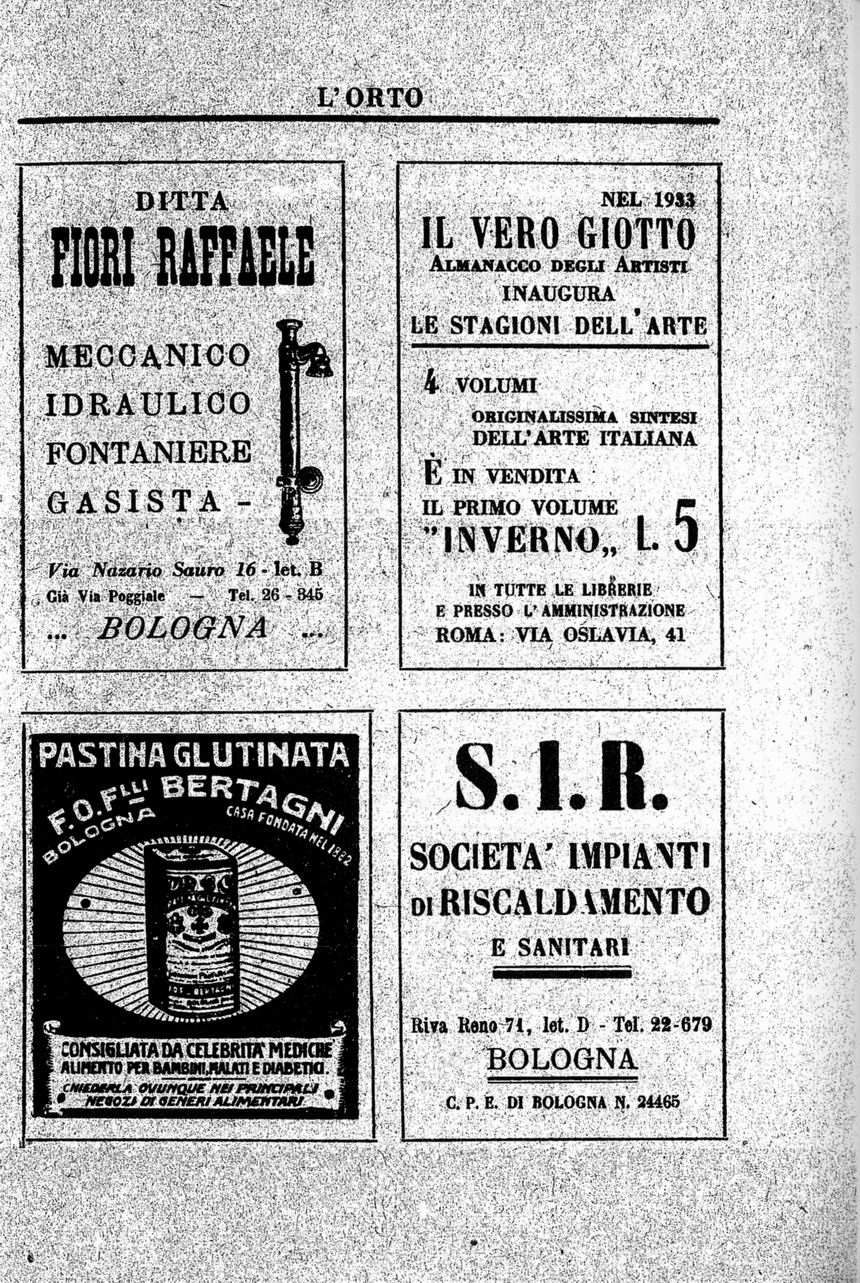 L'ORTO
DITTA
FIORI RAFFAELE
MECCANICO
IDRAULICO
FONTANIERE
GASISTA -
Via Nazario Sauro 16 - let. B
Già Via Poggiale — Tel. 26 - 345
... BOLOGNA ...
NEL 1933
IL VERO GIOTTO
ALMANACCO DEGLI ARTISTI
INAUGURA
LE STAGIONI DELL'ARTE
4 VOLUMI
ORIGINALISSIMA SINTESI
DELL'ARTE ITALIANA
È IN VENDITA
IL PRIMO VOLUME
"INVERNO„ L. 5
IN TUTTE LE LIBRERIE
E PRESSO L'AMMINISTRAZIONE
ROMA: VIA OSLAVIA, 41
PASTINA GLUTINATA
F.O. Flli BERTAGNI
BOLOGNA CASA FONDATA NEL 1882
CONSIGLIATA DA CELEBRITA' MEDICHE
ALIMENTO PER BAMBINI, MALATI E DIABETICI.
CHIEDERLA OVUNQUE NEI PRINCIPALI
NEGOZI DI GENERI ALIMENTARI
S. I. R.
SOCIETA' IMPIANTI
DI RISCALDAMENTO
E SANITARI
Riva Reno 71, let. D - Tel. 22-679
BOLOGNA
C. P. E. DI BOLOGNA N. 24465